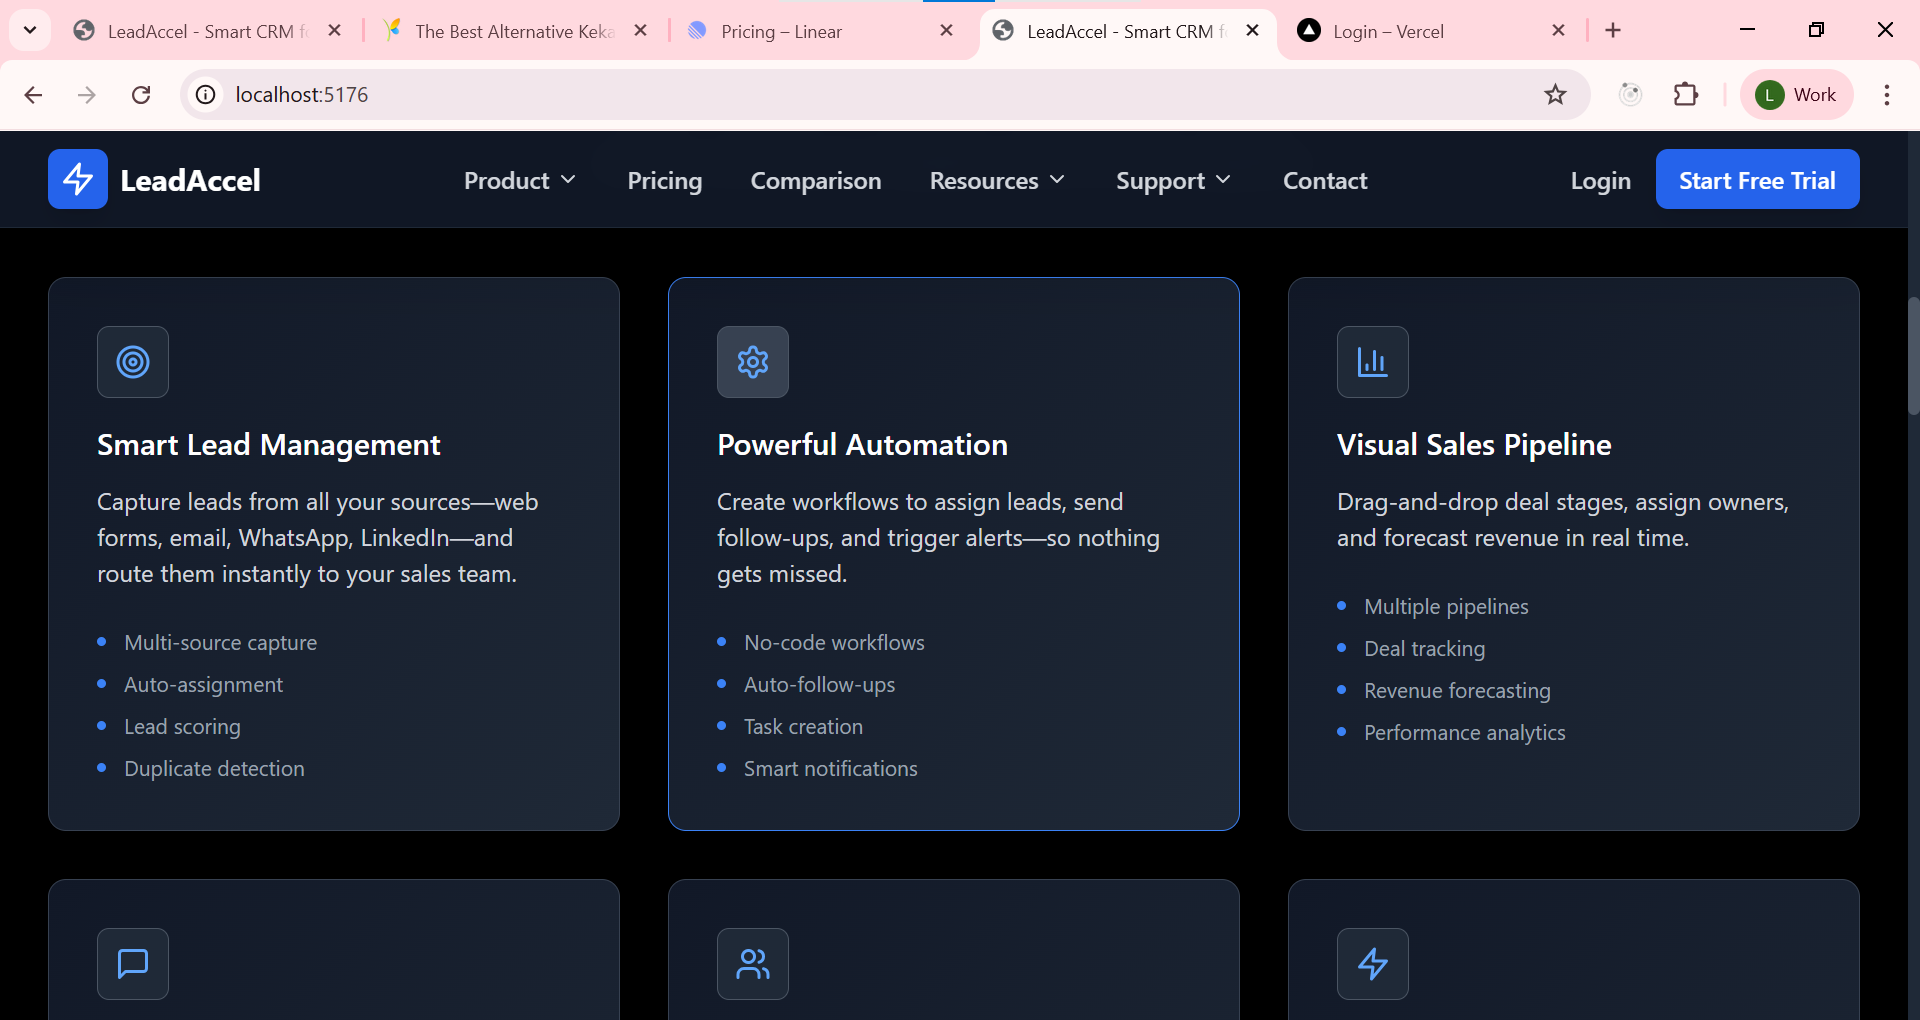 LeadAccel - Smart CRM f
The Best Alternative Keka
Pricing – Linear
LeadAccel - Smart CRM f
Login – Vercel
localhost:5176
L
Work
LeadAccel
Product
Pricing
Comparison
Resources
Support
Contact
Login
Start Free Trial
Smart Lead Management
Capture leads from all your sources—web
forms, email, WhatsApp, LinkedIn—and
route them instantly to your sales team.
Multi-source capture
Auto-assignment
Lead scoring
Duplicate detection
Powerful Automation
Create workflows to assign leads, send
follow-ups, and trigger alerts—so nothing
gets missed.
No-code workflows
Auto-follow-ups
Task creation
Smart notifications
Visual Sales Pipeline
Drag-and-drop deal stages, assign owners,
and forecast revenue in real time.
Multiple pipelines
Deal tracking
Revenue forecasting
Performance analytics